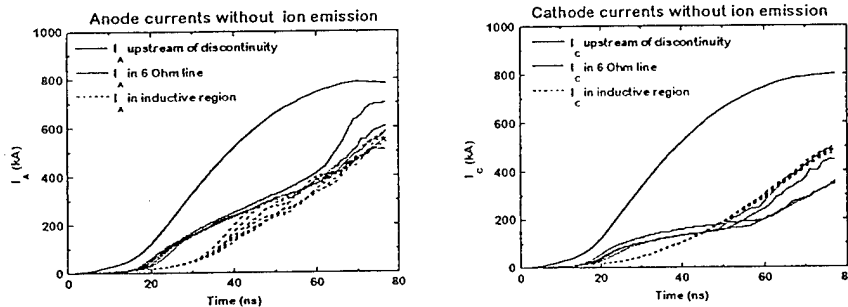 Anode currents without ion emission
1000
800
600
400
200
0
I_A (kA)
I_A upstream of discontinuity
I_A in 6 Ohm line
I_A in inductive region
0 20 40 60 80
Time (ns)
Cathode currents without ion emission
1000
800
600
400
200
0
I_C (kA)
I_C upstream of discontinuity
I_C in 6 Ohm line
I_C in inductive region
0 20 40 60 8
Time (ns)